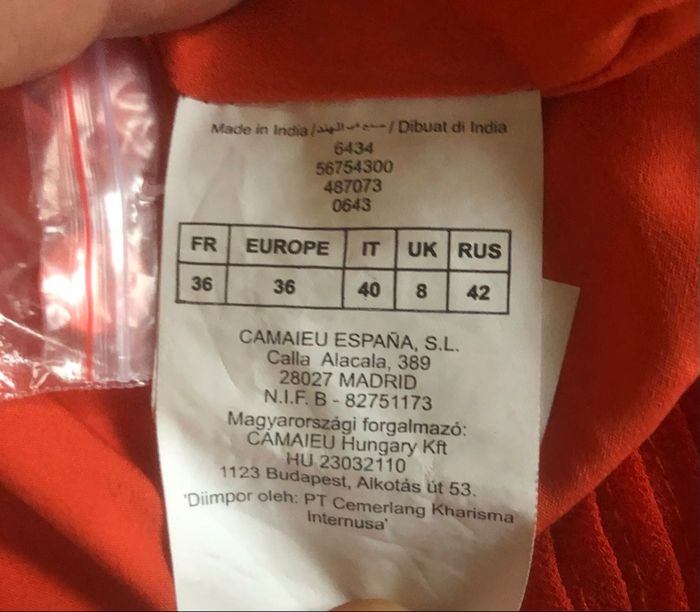 Made in India / صنع في الهند / Dibuat di India
6434
56754300
487073
0643
FR EUROPE IT UK RUS
36 36 40 8 42
CAMAIEU ESPAÑA, S.L.
Calla Alacala, 389
28027 MADRID
N.I.F. B - 82751173
Magyarországi forgalmazó:
CAMAIEU Hungary Kft
HU 23032110
1123 Budapest, Alkotás út 53.
'Diimpor oleh: PT Cemerlang Kharisma
Internusa'